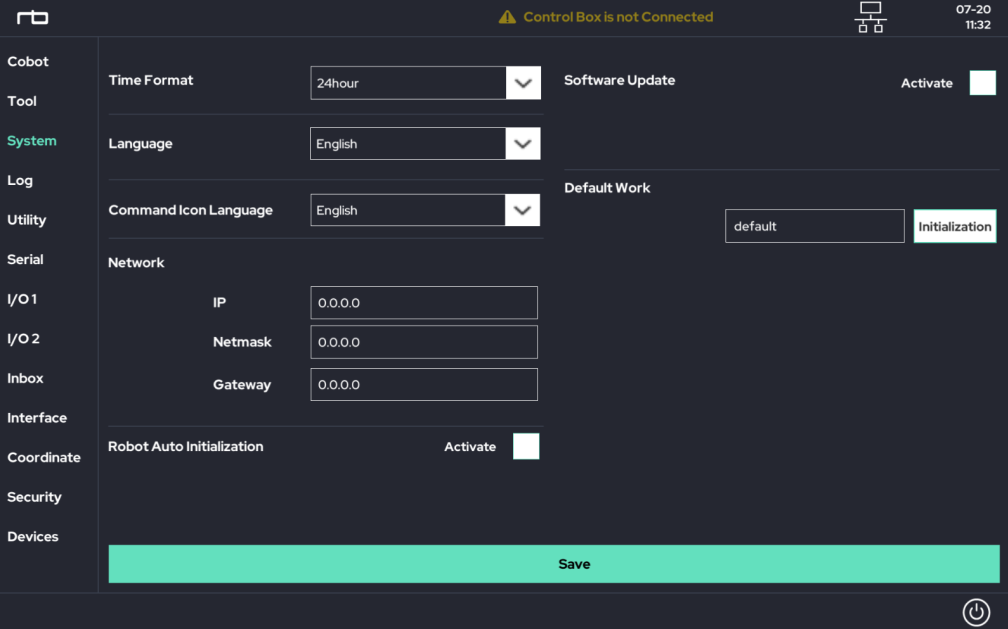 rb
Control Box is not Connected
07-20
11:32
Cobot
Tool
System
Log
Utility
Serial
I/O 1
I/O 2
Inbox
Interface
Coordinate
Security
Devices
Time Format
24hour
Language
English
Command Icon Language
English
Network
IP
0.0.0.0
Netmask
0.0.0.0
Gateway
0.0.0.0
Robot Auto Initialization
Activate
Software Update
Activate
Default Work
default
Initialization
Save